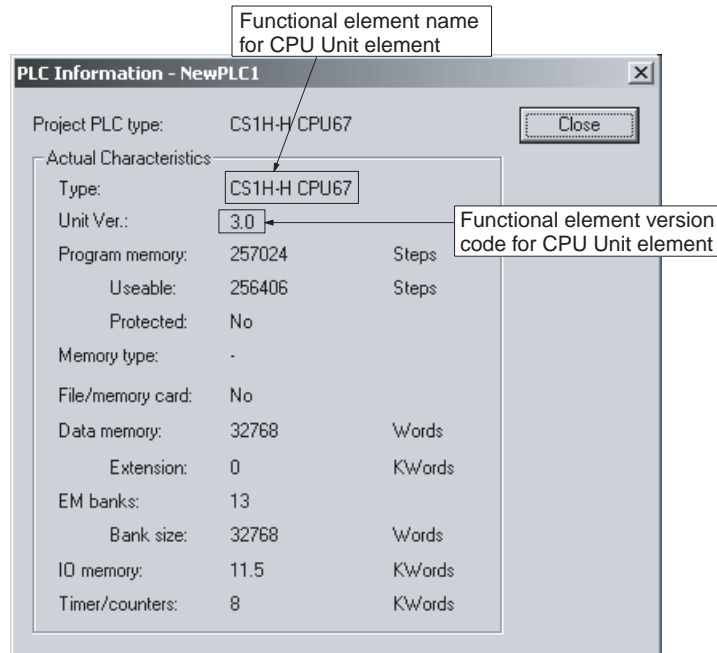 Functional element name
for CPU Unit element
PLC Information - NewPLC1
Project PLC type: CS1H-H CPU67 Close
Actual Characteristics
Type: CS1H-H CPU67
Unit Ver.: 3.0
Functional element version
code for CPU Unit element
Program memory: 257024 Steps
Useable: 256406 Steps
Protected: No
Memory type: -
File/memory card: No
Data memory: 32768 Words
Extension: 0 KWords
EM banks: 13
Bank size: 32768 Words
IO memory: 11.5 KWords
Timer/counters: 8 KWords